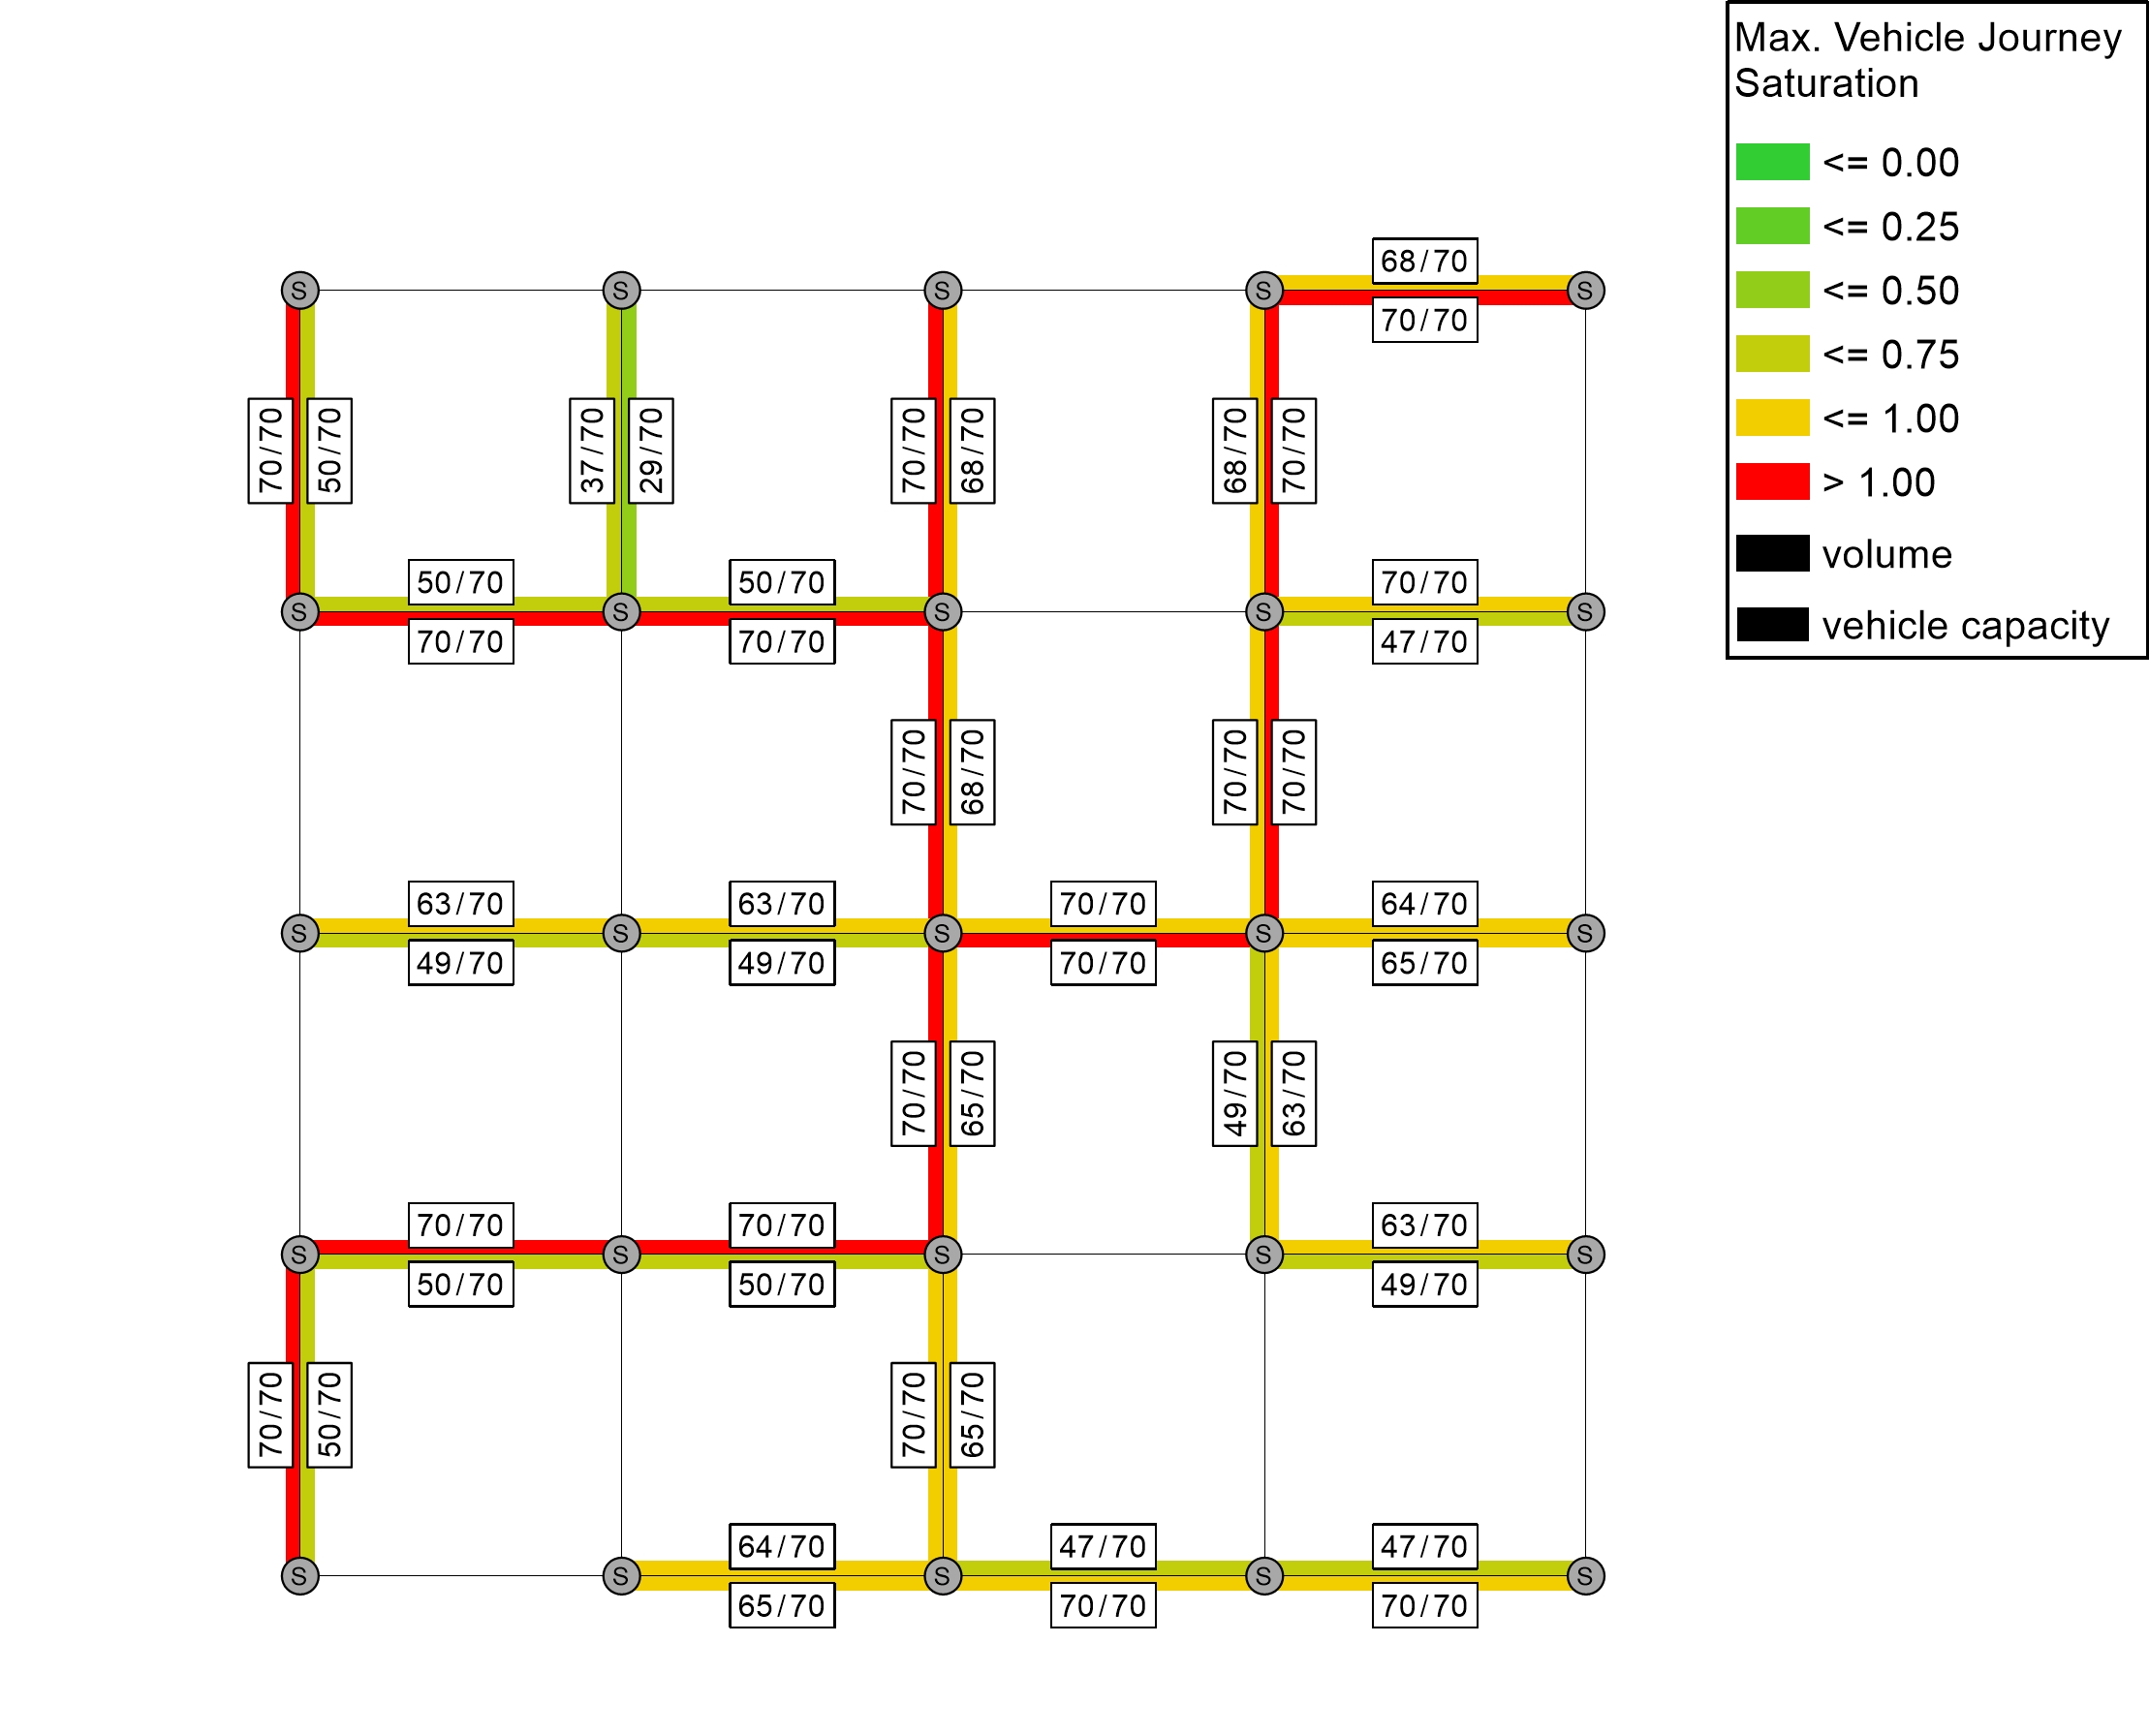 Max. Vehicle Journey
Saturation
<= 0.00
<= 0.25
<= 0.50
<= 0.75
<= 1.00
> 1.00
volume
vehicle capacity
68/70
S S S S S
70/70
70/70 50/70 37/70 29/70 70/70 68/70 68/70 70/70
50/70 50/70 70/70
S S S S S
70/70 70/70 47/70
70/70 68/70 70/70 70/70
63/70 63/70 70/70 64/70
S S S S S
49/70 49/70 70/70 65/70
70/70 65/70 49/70 63/70
70/70 70/70 63/70
S S S S S
50/70 50/70 49/70
70/70 50/70 70/70 65/70
64/70 47/70 47/70
S S S S S
65/70 70/70 70/70